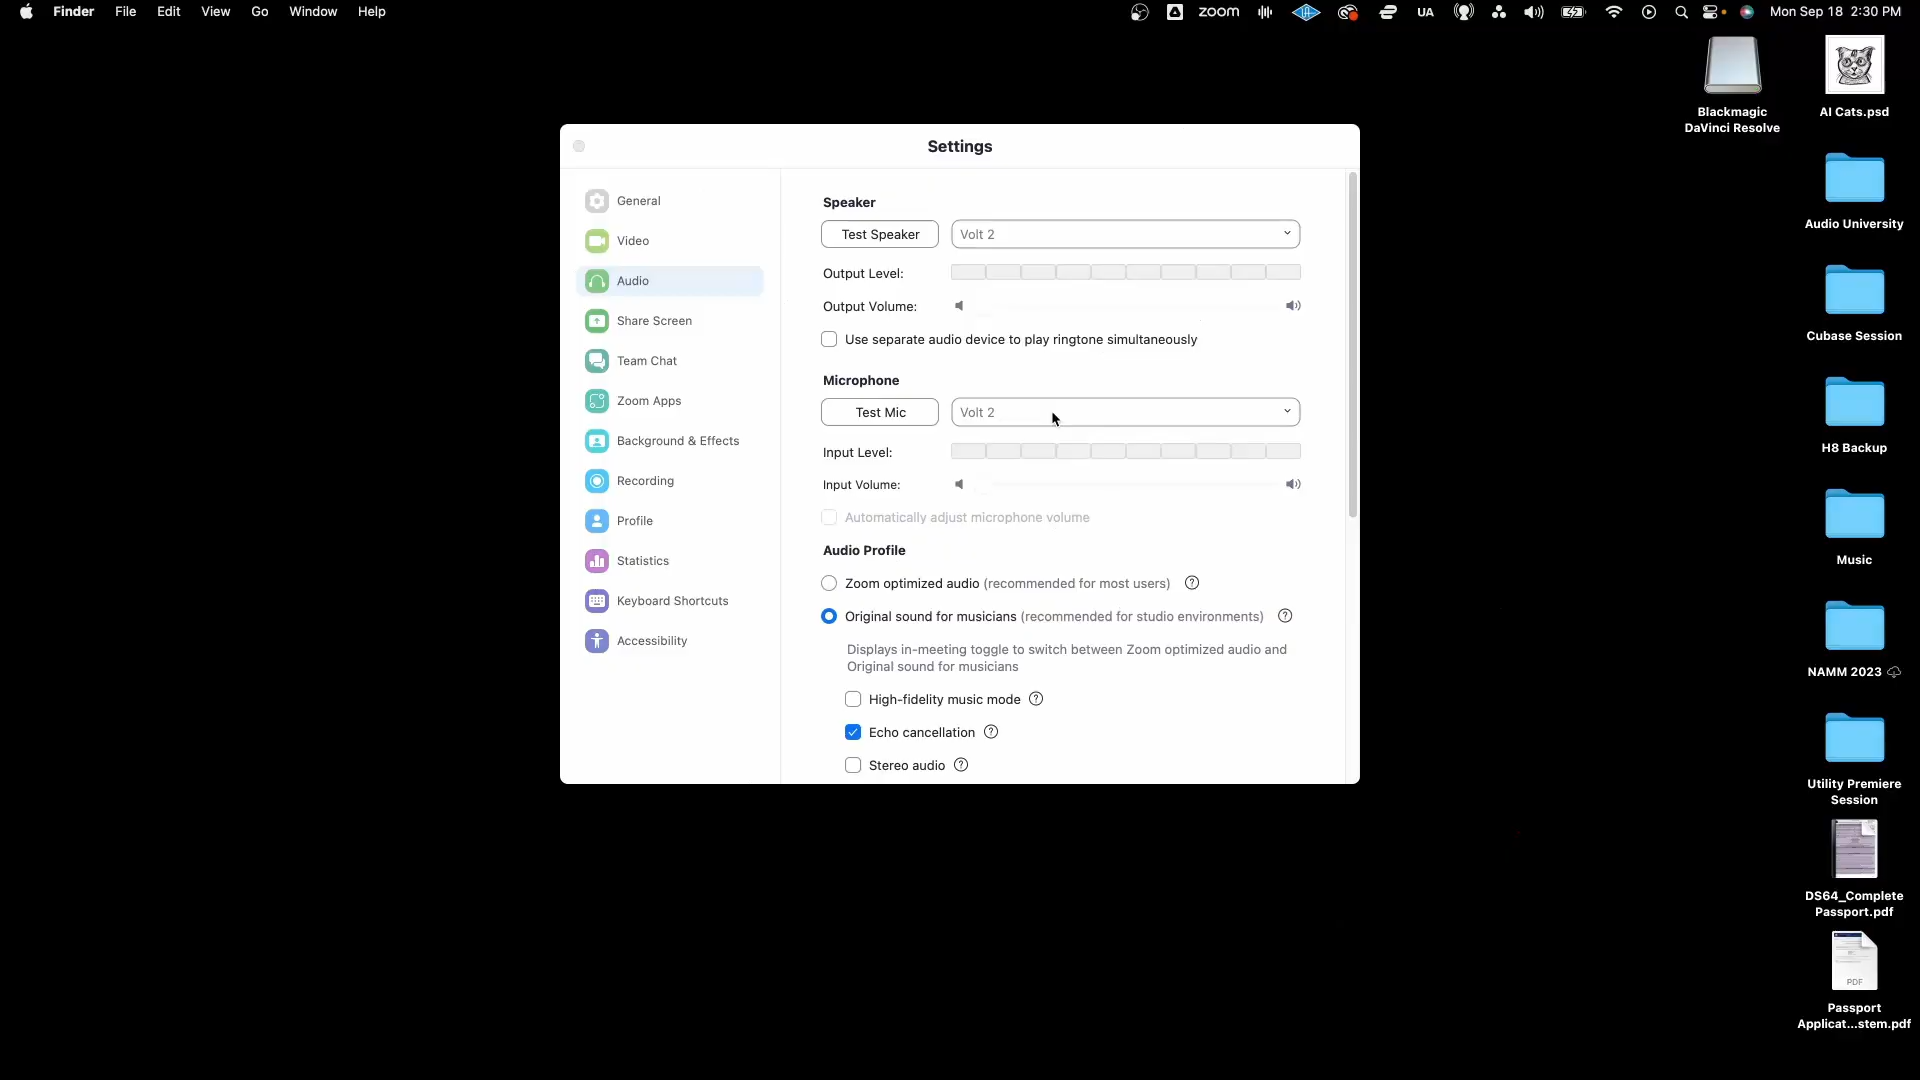 Finder File Edit View Go Window Help
zoom UA Mon Sep 18 2:30 PM
Blackmagic
DaVinci Resolve
AI Cats.psd
Audio University
Cubase Session
H8 Backup
Music
NAMM 2023
Utility Premiere
Session
DS64_Complete
Passport.pdf
PDF
Passport
Applicat...stem.pdf
Settings
General
Video
Audio
Share Screen
Team Chat
Zoom Apps
Background & Effects
Recording
Profile
Statistics
Keyboard Shortcuts
Accessibility
Speaker
Test Speaker Volt 2
Output Level:
Output Volume:
Use separate audio device to play ringtone simultaneously
Microphone
Test Mic Volt 2
Input Level:
Input Volume:
Automatically adjust microphone volume
Audio Profile
Zoom optimized audio (recommended for most users) ?
Original sound for musicians (recommended for studio environments) ?
Displays in-meeting toggle to switch between Zoom optimized audio and
Original sound for musicians
High-fidelity music mode ?
Echo cancellation ?
Stereo audio ?